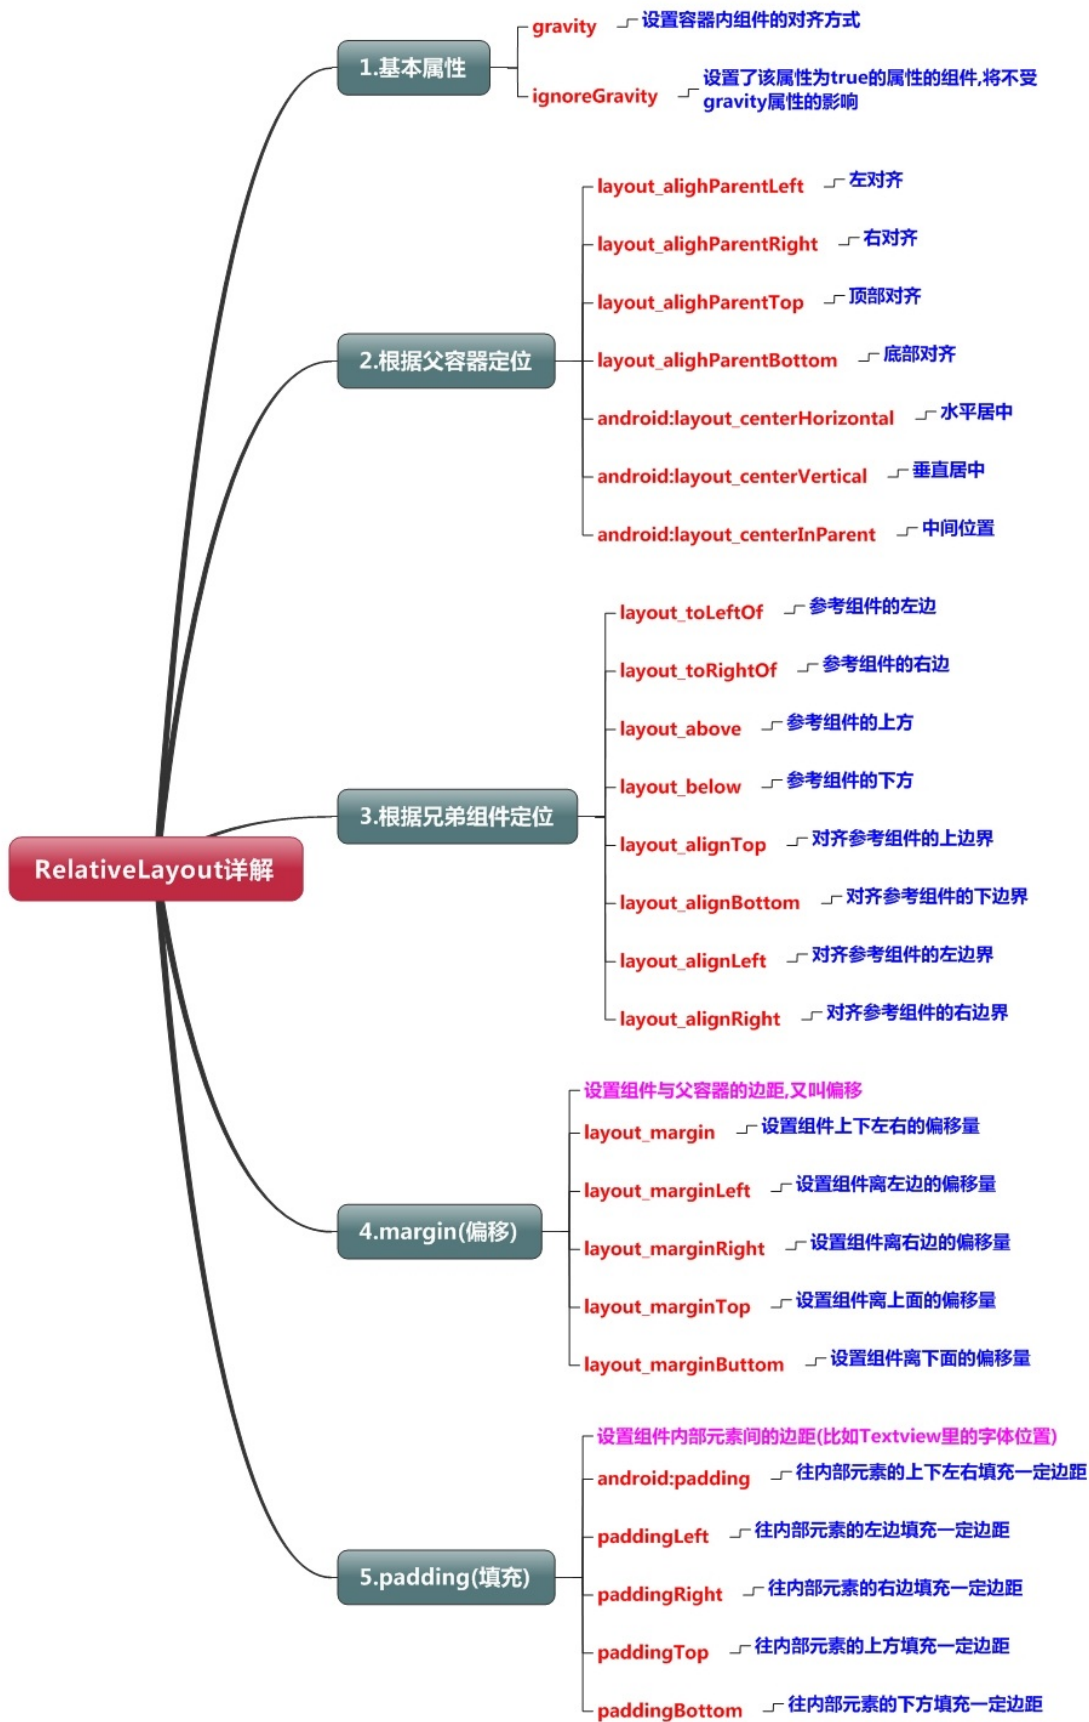 RelativeLayout详解
1.基本属性
gravity
设置容器内组件的对齐方式
ignoreGravity
设置了该属性为true的属性的组件,将不受
gravity属性的影响
2.根据父容器定位
layout_alighParentLeft
左对齐
layout_alighParentRight
右对齐
layout_alighParentTop
顶部对齐
layout_alighParentBottom
底部对齐
android:layout_centerHorizontal
水平居中
android:layout_centerVertical
垂直居中
android:layout_centerInParent
中间位置
3.根据兄弟组件定位
layout_toLeftOf
参考组件的左边
layout_toRightOf
参考组件的右边
layout_above
参考组件的上方
layout_below
参考组件的下方
layout_alignTop
对齐参考组件的上边界
layout_alignBottom
对齐参考组件的下边界
layout_alignLeft
对齐参考组件的左边界
layout_alignRight
对齐参考组件的右边界
4.margin(偏移)
设置组件与父容器的边距,又叫偏移
layout_margin
设置组件上下左右的偏移量
layout_marginLeft
设置组件离左边的偏移量
layout_marginRight
设置组件离右边的偏移量
layout_marginTop
设置组件离上面的偏移量
layout_marginButtom
设置组件离下面的偏移量
5.padding(填充)
设置组件内部元素间的边距(比如Textview里的字体位置)
android:padding
往内部元素的上下左右填充一定边距
paddingLeft
往内部元素的左边填充一定边距
paddingRight
往内部元素的右边填充一定边距
paddingTop
往内部元素的上方填充一定边距
paddingBottom
往内部元素的下方填充一定边距